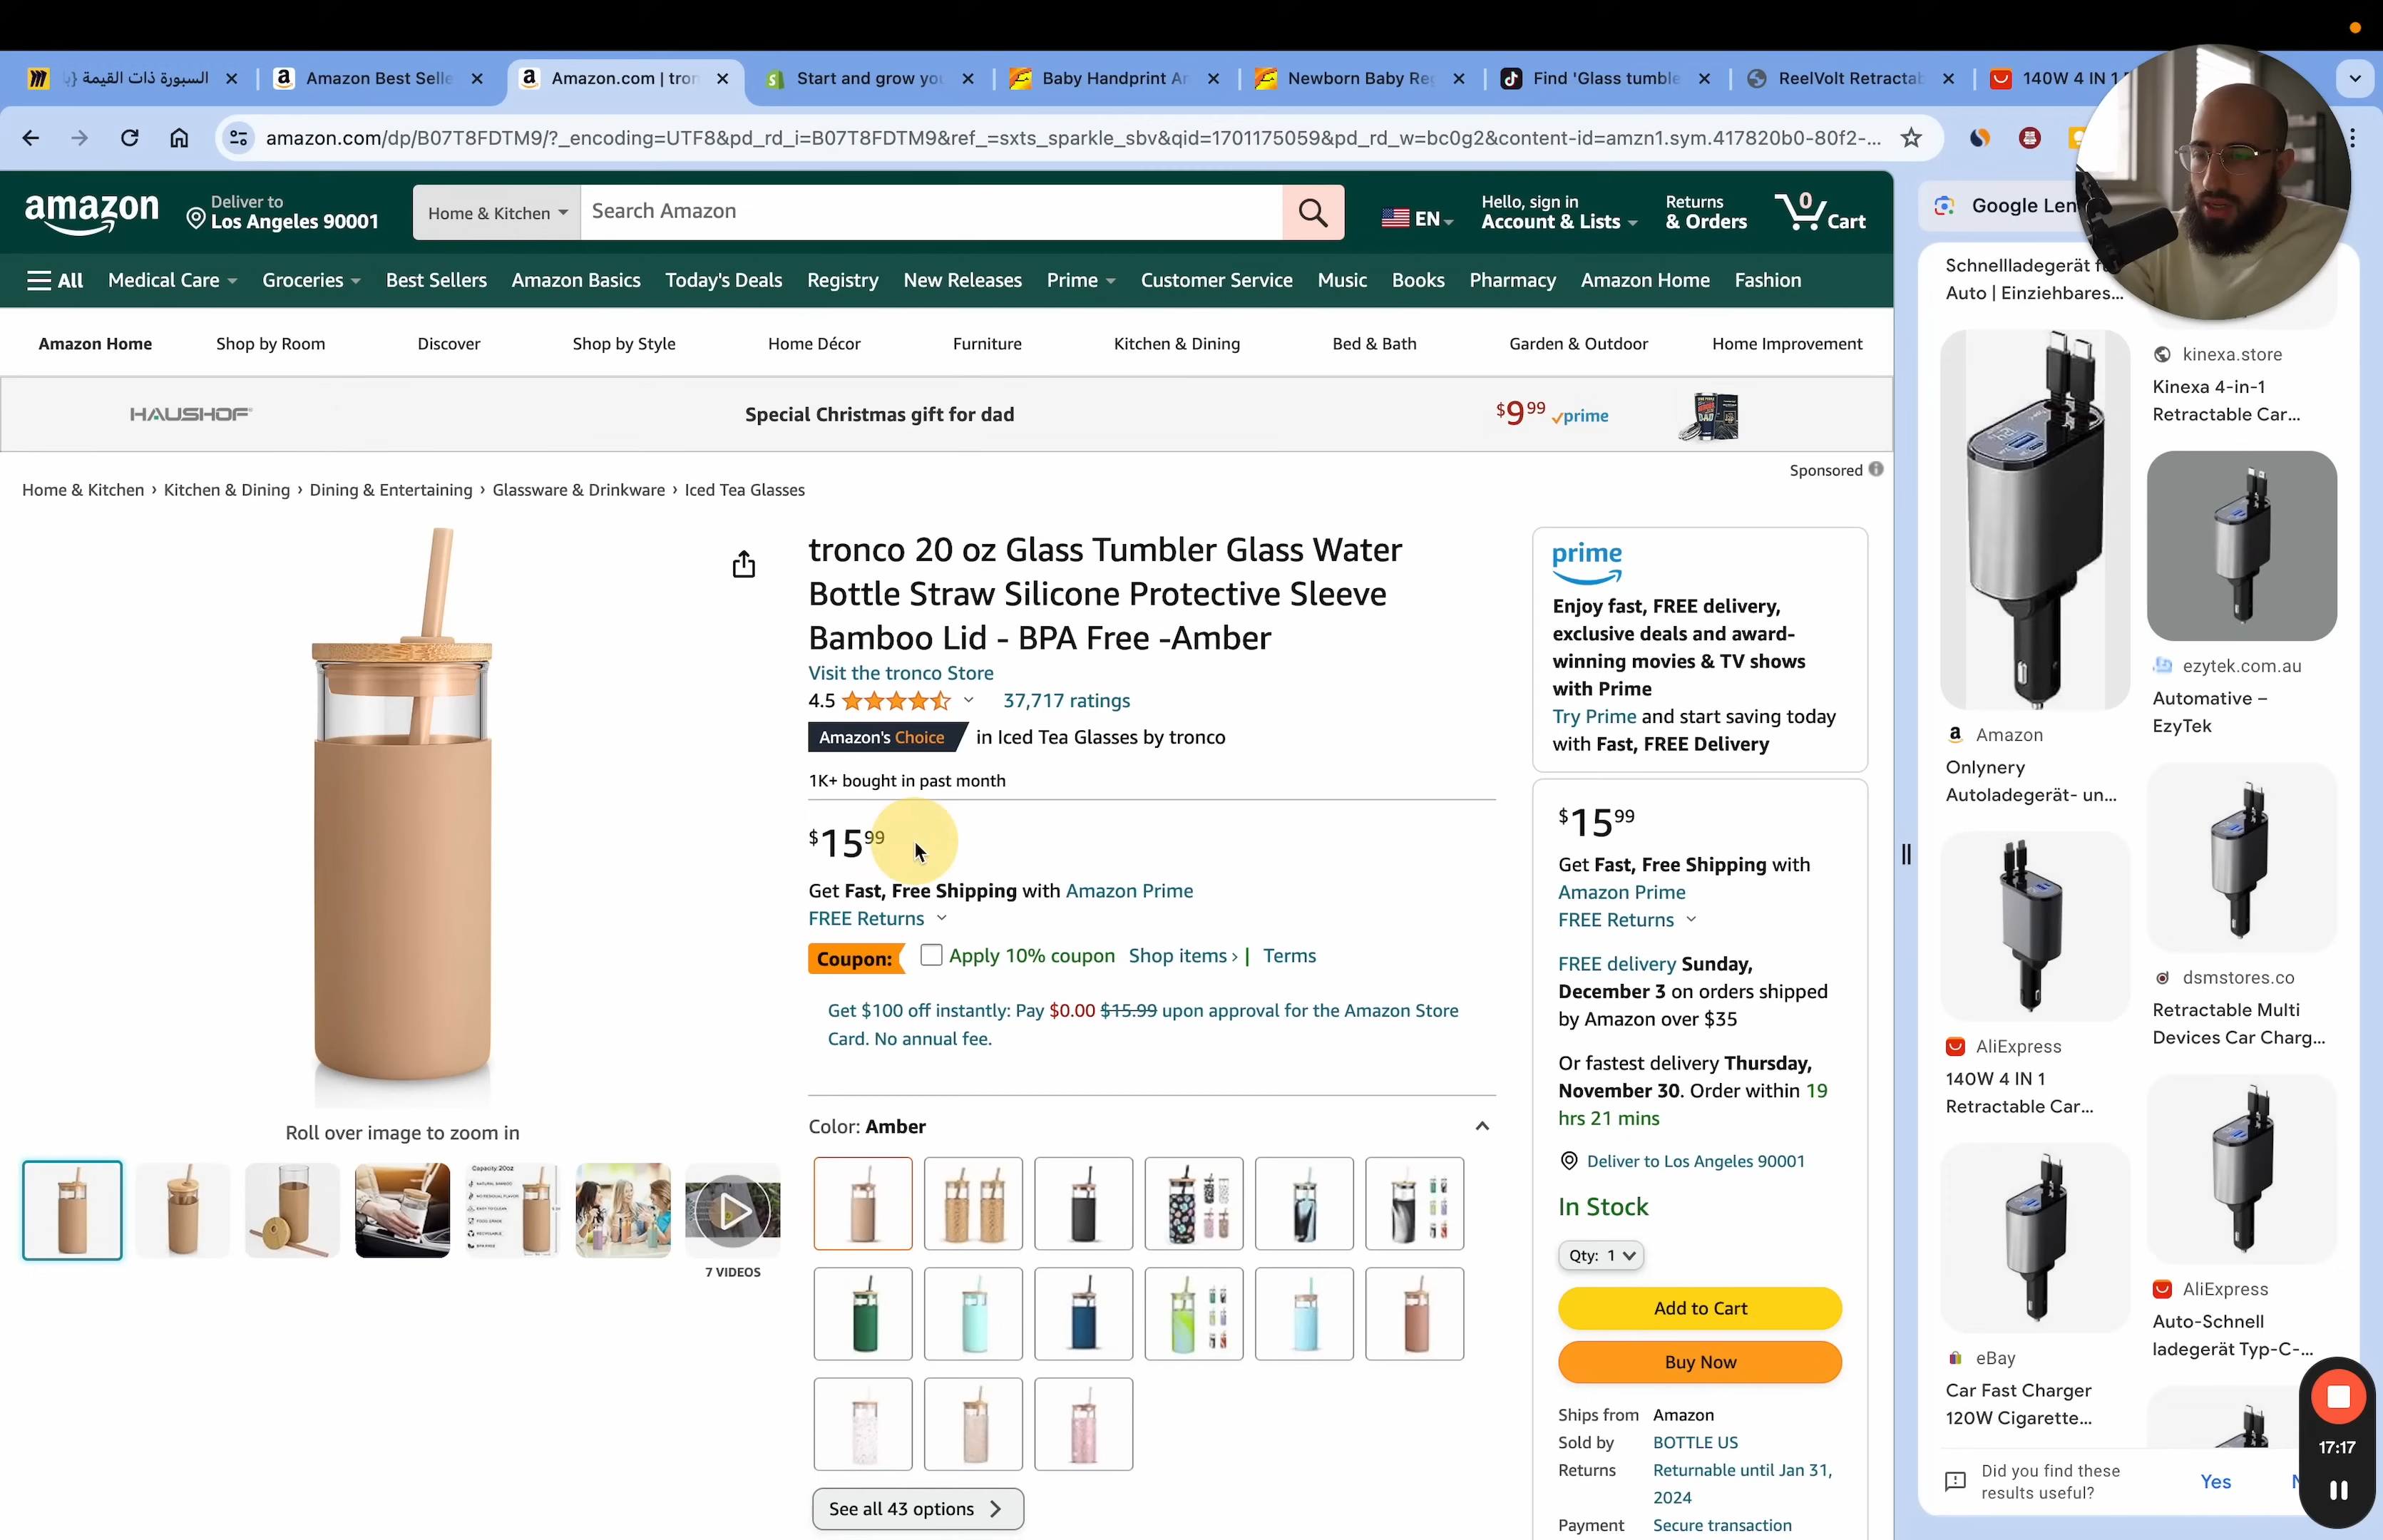 السبورة ذات القيمة {با
Amazon Best Selle
Amazon.com | tron
Start and grow you
Baby Handprint Ar
Newborn Baby Reg
Find 'Glass tumble
ReelVolt Retractab
140W 4 IN 1
amazon.com/dp/B07T8FDTM9/?_encoding=UTF8&pd_rd_i=B07T8FDTM9&ref_=sxts_sparkle_sbv&qid=1701175059&pd_rd_w=bc0g2&content-id=amzn1.sym.417820b0-80f2-...
amazon
Deliver to
Los Angeles 90001
Home & Kitchen
Search Amazon
EN
Hello, sign in
Account & Lists
Returns
& Orders
0
Cart
All
Medical Care
Groceries
Best Sellers
Amazon Basics
Today's Deals
Registry
New Releases
Prime
Customer Service
Music
Books
Pharmacy
Amazon Home
Fashion
Amazon Home
Shop by Room
Discover
Shop by Style
Home Décor
Furniture
Kitchen & Dining
Bed & Bath
Garden & Outdoor
Home Improvement
HAUSHOF
Special Christmas gift for dad
$9 99 prime
Sponsored
Home & Kitchen › Kitchen & Dining › Dining & Entertaining › Glassware & Drinkware › Iced Tea Glasses
Roll over image to zoom in
Capacity:20oz
7 VIDEOS
tronco 20 oz Glass Tumbler Glass Water
Bottle Straw Silicone Protective Sleeve
Bamboo Lid - BPA Free -Amber
Visit the tronco Store
4.5
37,717 ratings
Amazon's Choice in Iced Tea Glasses by tronco
1K+ bought in past month
$15 99
Get Fast, Free Shipping with Amazon Prime
FREE Returns
Coupon: Apply 10% coupon Shop items › | Terms
Get $100 off instantly: Pay $0.00 $15.99 upon approval for the Amazon Store
Card. No annual fee.
Color: Amber
See all 43 options
prime
Enjoy fast, FREE delivery,
exclusive deals and award-
winning movies & TV shows
with Prime
Try Prime and start saving today
with Fast, FREE Delivery
$15 99
Get Fast, Free Shipping with
Amazon Prime
FREE Returns
FREE delivery Sunday,
December 3 on orders shipped
by Amazon over $35
Or fastest delivery Thursday,
November 30. Order within 19
hrs 21 mins
Deliver to Los Angeles 90001
In Stock
Qty: 1
Add to Cart
Buy Now
Ships from Amazon
Sold by BOTTLE US
Returns Returnable until Jan 31,
2024
Payment Secure transaction
Google Len
Schnellladegerät f
Auto | Einziehbares...
Amazon
Onlynery
Autoladegerät- un...
AliExpress
140W 4 IN 1
Retractable Car...
eBay
Car Fast Charger
120W Cigarette...
kinexa.store
Kinexa 4-in-1
Retractable Car...
ezytek.com.au
Automative –
EzyTek
dsmstores.co
Retractable Multi
Devices Car Charg...
AliExpress
Auto-Schnell
ladegerät Typ-C-...
Did you find these
results useful?
Yes
17:17